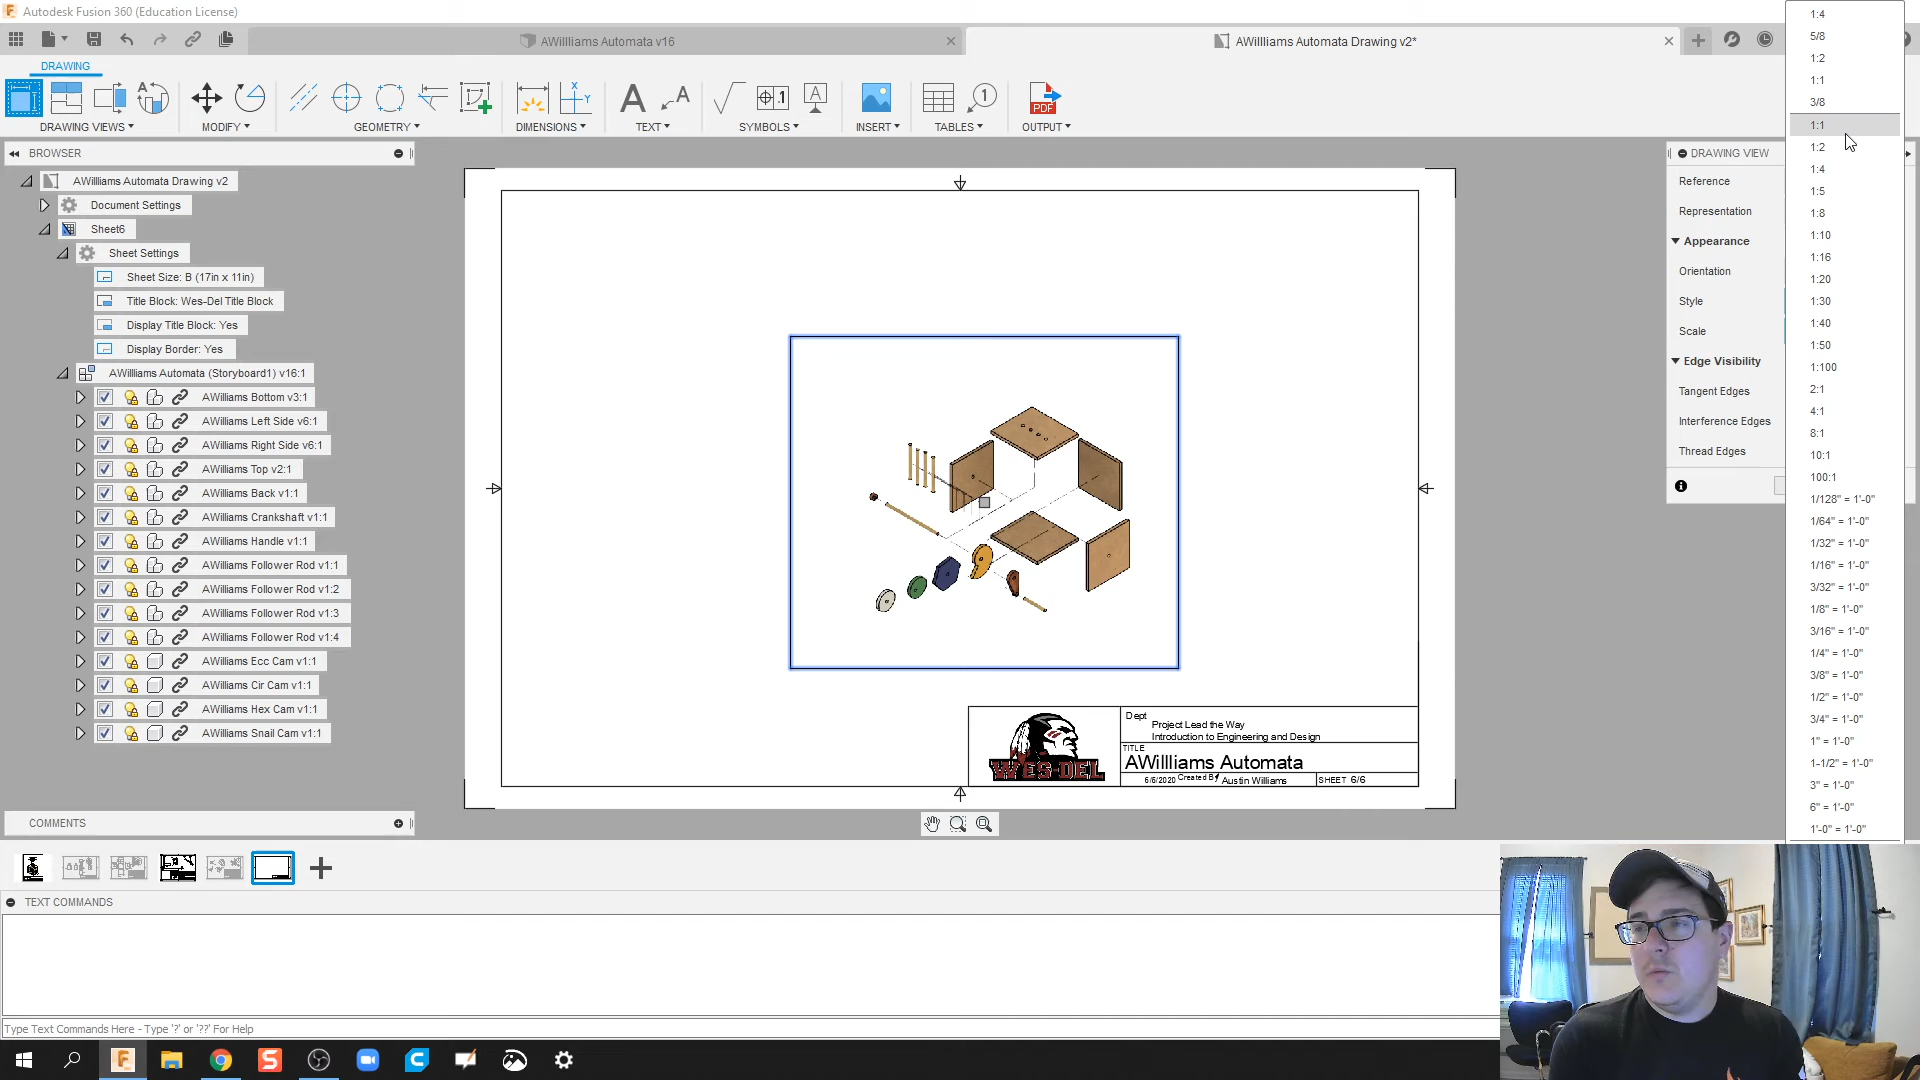 Autodesk Fusion 360 (Education License)
AWillliams Automata v16
AWillliams Automata Drawing v2*
DRAWING
DRAWING VIEWS
MODIFY
GEOMETRY
DIMENSIONS
TEXT
SYMBOLS
INSERT
TABLES
OUTPUT
PDF
BROWSER
AWillliams Automata Drawing v2
Document Settings
Sheet6
Sheet Settings
Sheet Size: B (17in x 11in)
Title Block: Wes-Del Title Block
Display Title Block: Yes
Display Border: Yes
AWillliams Automata (Storyboard1) v16:1
AWilliams Bottom v3:1
AWilliams Left Side v6:1
AWilliams Right Side v6:1
AWilliams Top v2:1
AWilliams Back v1:1
AWilliams Crankshaft v1:1
AWilliams Handle v1:1
AWilliams Follower Rod v1:1
AWilliams Follower Rod v1:2
AWilliams Follower Rod v1:3
AWilliams Follower Rod v1:4
AWilliams Ecc Cam v1:1
AWilliams Cir Cam v1:1
AWilliams Hex Cam v1:1
AWilliams Snail Cam v1:1
COMMENTS
WES-DEL
Dept
Project Lead the Way
Introduction to Engineering and Design
TITLE
AWillliams Automata
6/6/2020 Created By Austin Williams
SHEET 6/6
DRAWING VIEW
Reference
Representation
Appearance
Orientation
Style
Scale
Edge Visibility
Tangent Edges
Interference Edges
Thread Edges
1:4
5/8
1:2
1:1
3/8
1:1
1:2
1:4
1:5
1:8
1:10
1:16
1:20
1:30
1:40
1:50
1:100
2:1
4:1
8:1
10:1
100:1
1/128" = 1'-0"
1/64" = 1'-0"
1/32" = 1'-0"
1/16" = 1'-0"
3/32" = 1'-0"
1/8" = 1'-0"
3/16" = 1'-0"
1/4" = 1'-0"
3/8" = 1'-0"
1/2" = 1'-0"
3/4" = 1'-0"
1" = 1'-0"
1-1/2" = 1'-0"
3" = 1'-0"
6" = 1'-0"
1'-0" = 1'-0"
TEXT COMMANDS
Type Text Commands Here - Type '?' or '??' For Help